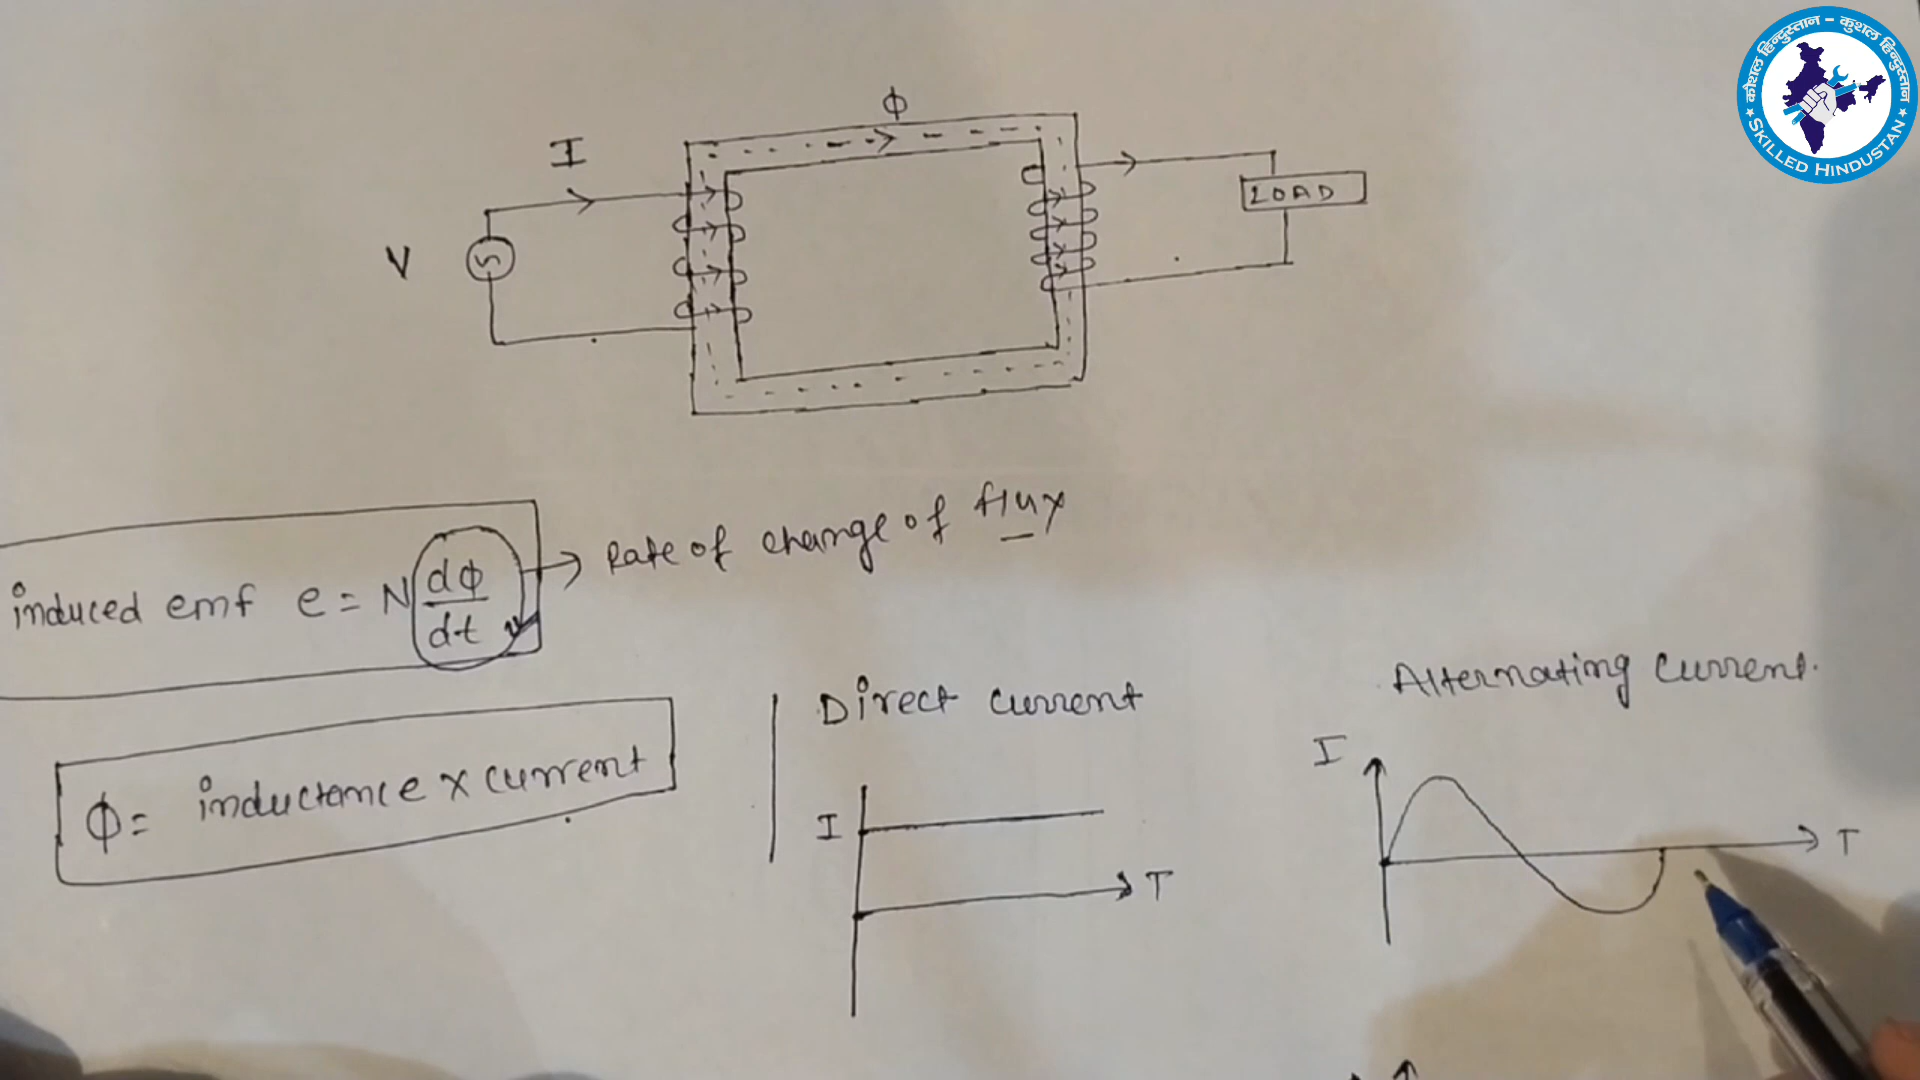 कौशल हिन्दुस्तान - कुशल हिन्दुस्तान
★ SKILLED HINDUSTAN ★
Φ
I
V
LOAD
induced emf e = N dΦ/dt → Rate of change of flux
Φ = inductance x current
Direct current
I
T
Alternating current.
I
T